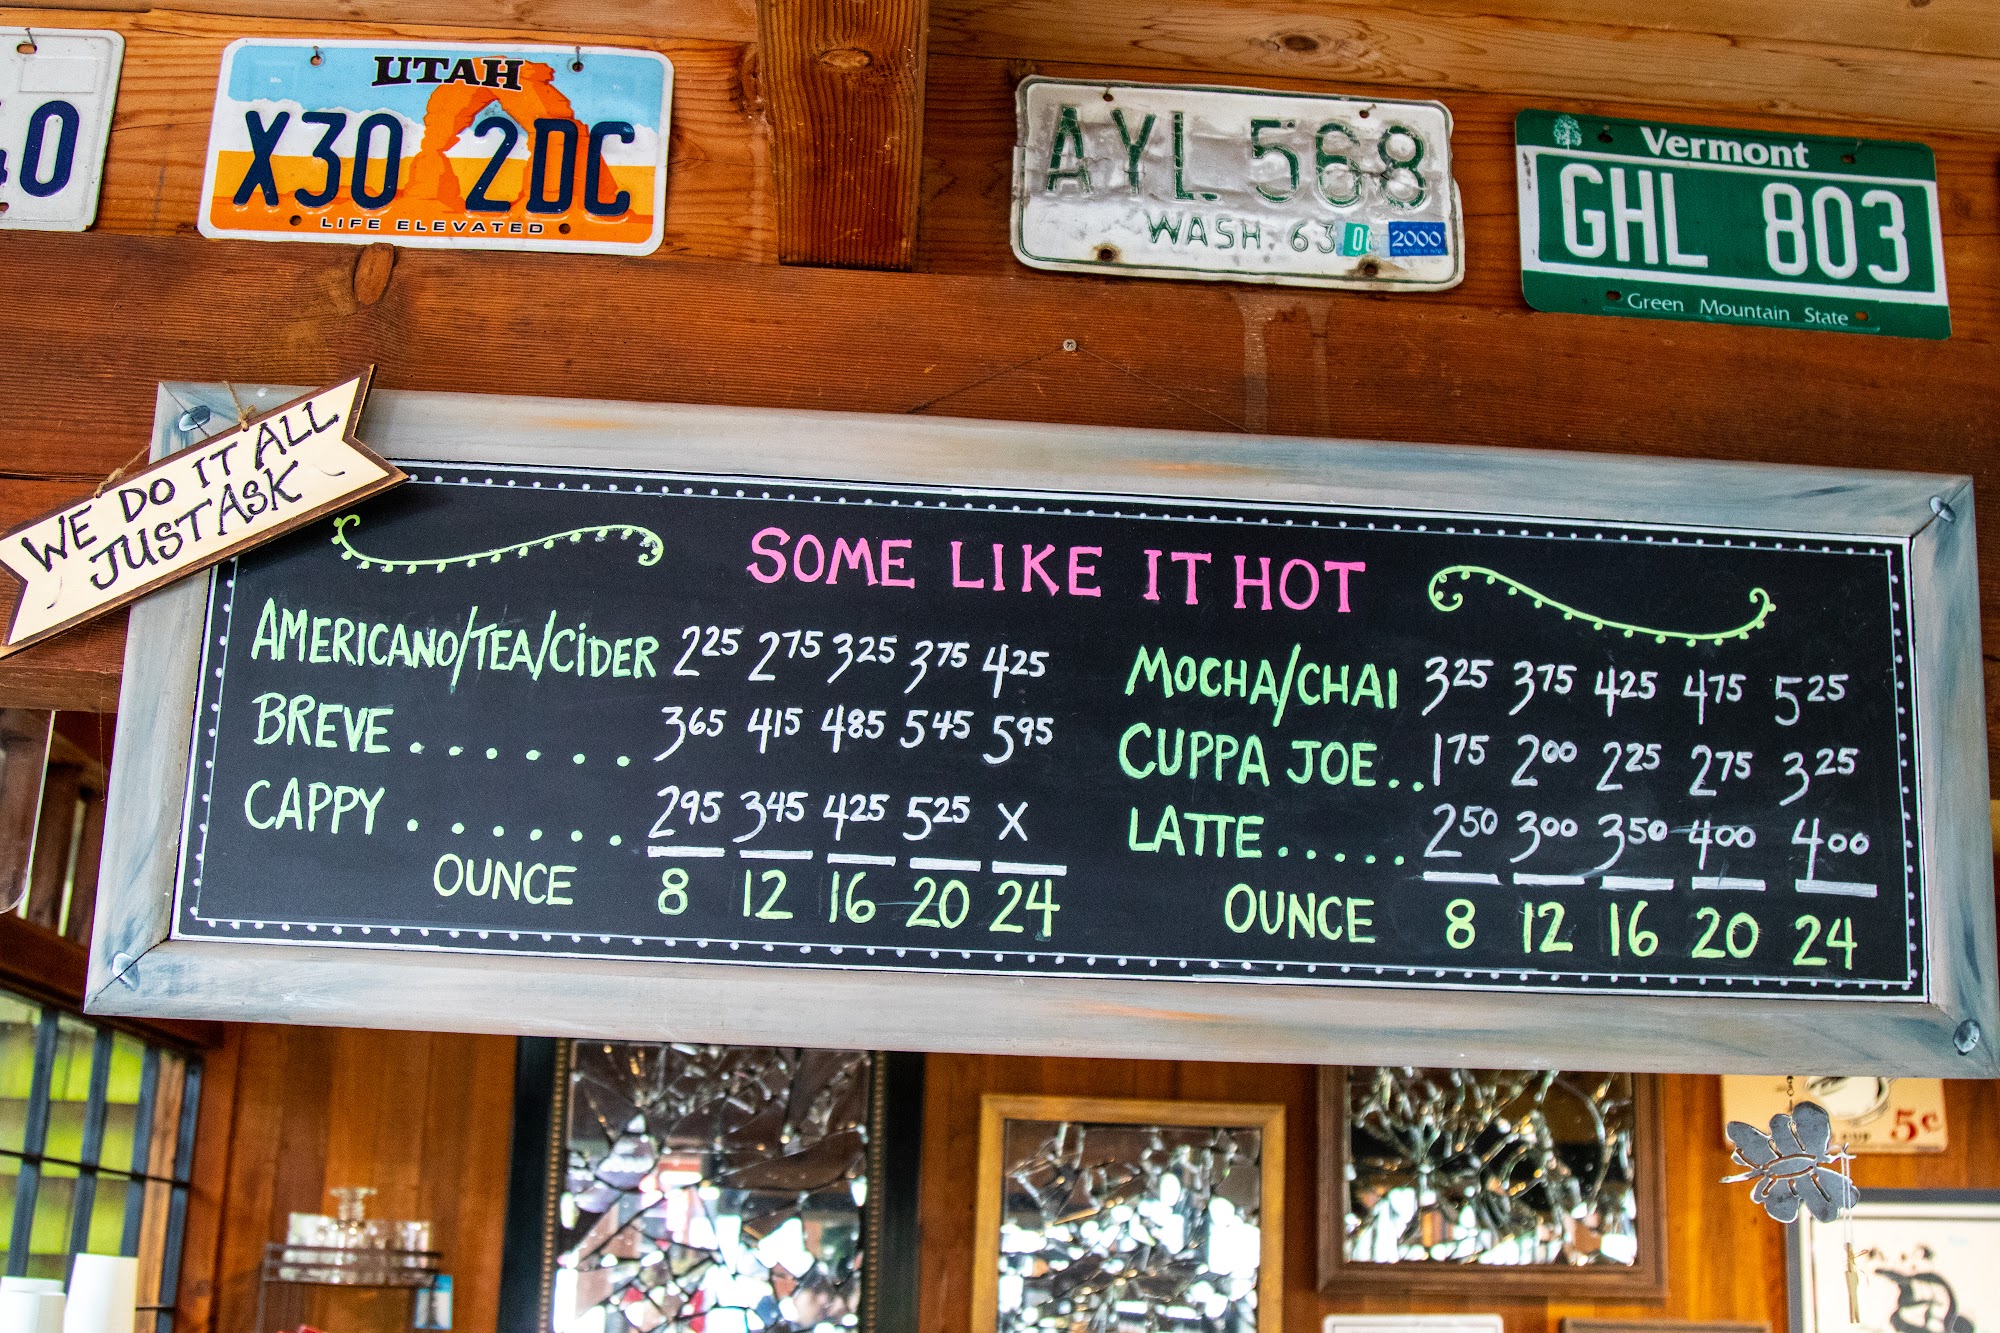 0
UTAH
X30 2DC
LIFE ELEVATED
AYL 568
WASH. 63 2000
Vermont
GHL 803
Green Mountain State
WE DO IT ALL
JUST ASK
SOME LIKE IT HOT
AMERICANO/TEA/CIDER 225 275 325 375 425
BREVE . . . . . . 365 415 485 545 595
CAPPY . . . . . . 295 345 425 525 X
OUNCE 8 12 16 20 24
MOCHA/CHAI 325 375 425 475 525
CUPPA JOE . . 175 200 225 275 325
LATTE . . . . . 250 300 350 400 400
OUNCE 8 12 16 20 24
5¢